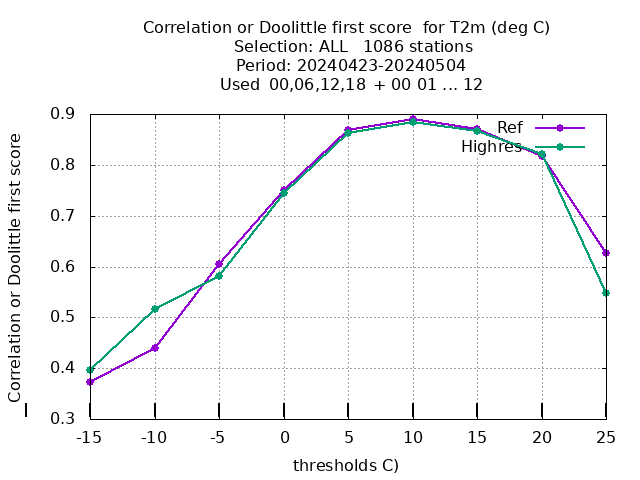 Correlation or Doolittle first score  for T2m (deg C)
Selection: ALL   1086 stations
Period: 20240423-20240504
Used  00,06,12,18  + 00 01 ... 12
Correlation or Doolittle first score
0.9
0.8
0.7
0.6
0.5
0.4
0.3
Ref
Highres
-15 -10 -5 0 5 10 15 20 25
thresholds C)